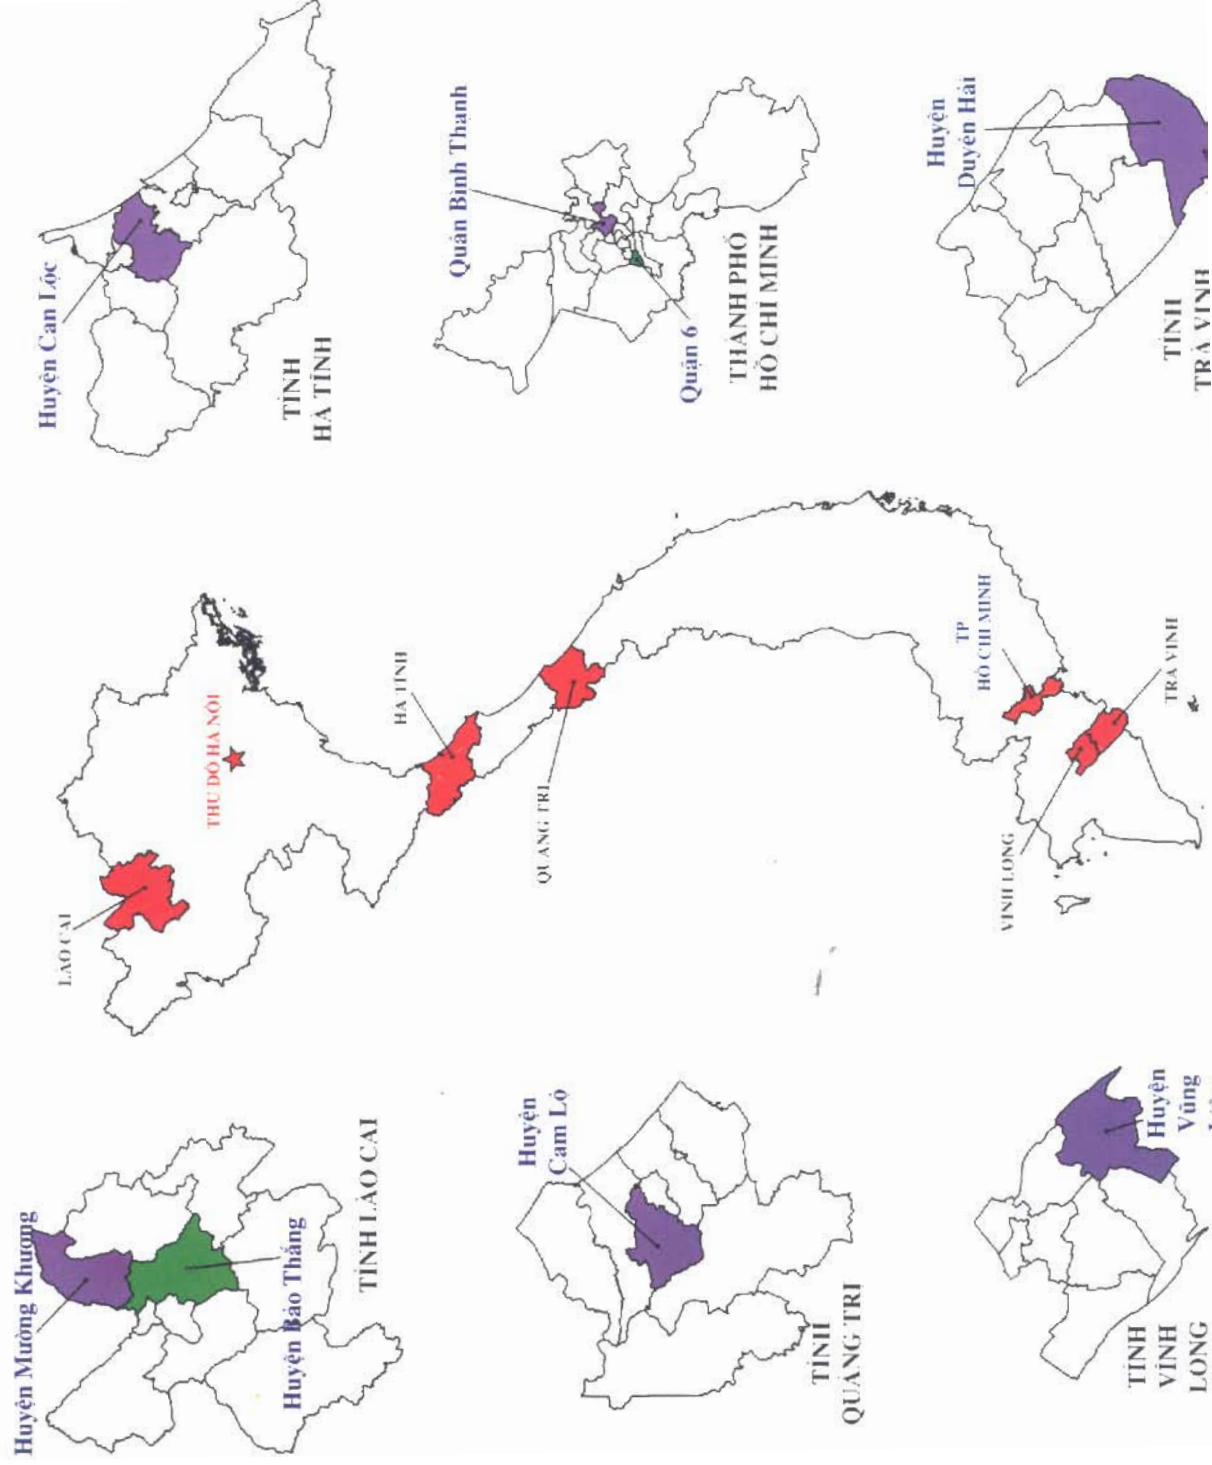 Huyện Mường Khương
Huyện Bảo Thắng
TỈNH LÀO CAI
LÀO CAI
THỦ ĐÔ HÀ NỘI
Huyện Can Lộc
TỈNH
HÀ TĨNH
HÀ TĨNH
Huyện
Cam Lộ
TỈNH
QUẢNG TRỊ
QUẢNG TRỊ
Quận Bình Thạnh
Quận 6
THÀNH PHỐ
HỒ CHÍ MINH
TP
HỒ CHÍ MINH
VĨNH LONG
TRÀ VINH
Huyện
Vũng
TỈNH
VĨNH
LONG
Huyện
Duyên Hải
TỈNH
TRÀ VINH